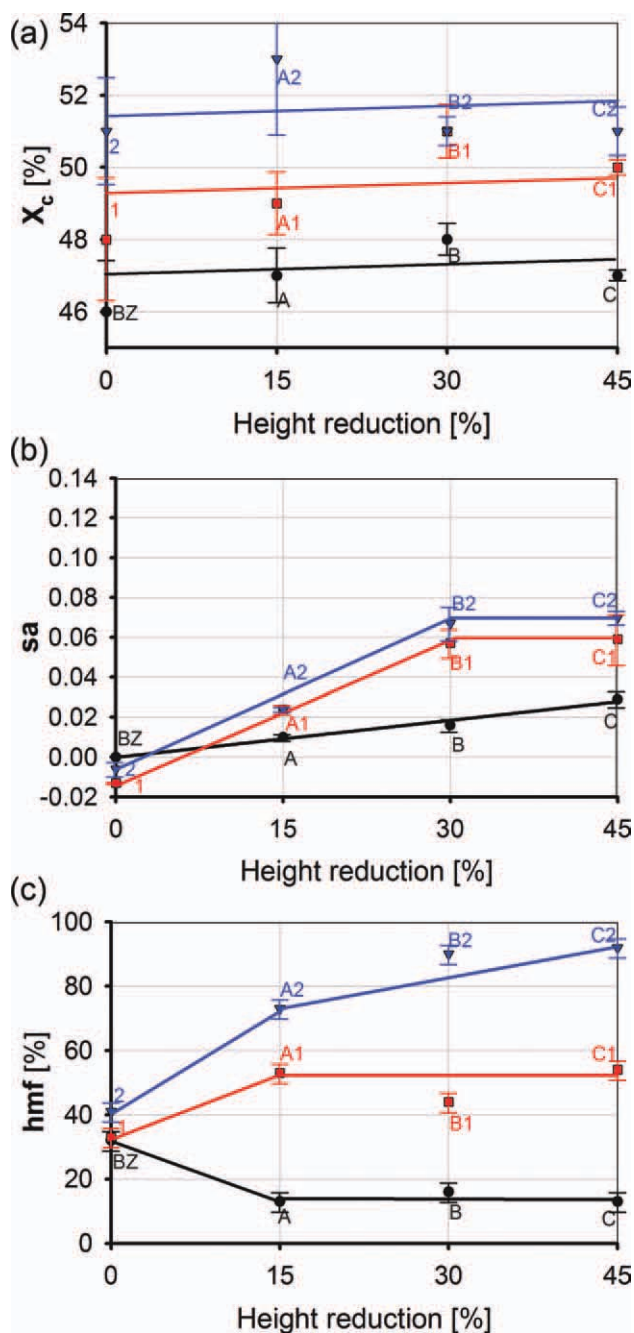 (a)
X_c [%]
54
52
50
48
46
2
1
BZ
A2
A1
A
B2
B1
B
C2
C1
C
0 15 30 45
Height reduction [%]
(b)
sa
0.14
0.12
0.10
0.08
0.06
0.04
0.02
0.00
-0.02
BZ
2
1
A2
A1
A
B2
B1
B
C2
C1
C
0 15 30 45
Height reduction [%]
(c)
hmf [%]
100
80
60
40
20
0
2
1
BZ
A2
A1
A
B2
B1
B
C2
C1
C
0 15 30 45
Height reduction [%]